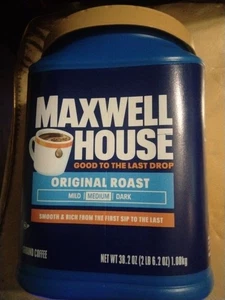 MAXWELL
HOUSE
GOOD TO THE LAST DROP
ORIGINAL ROAST
MILD MEDIUM DARK
SMOOTH & RICH FROM THE FIRST SIP TO THE LAST
COFFEE
NET WT 38.2 OZ (2 LB 6.2 OZ) 1.08kg